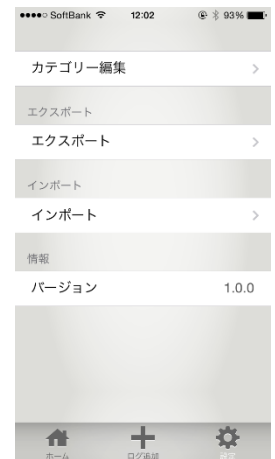 SoftBank 12:02 93%
カテゴリー編集
エクスポート
エクスポート
インポート
インポート
情報
バージョン 1.0.0
ホーム ログ追加 設定